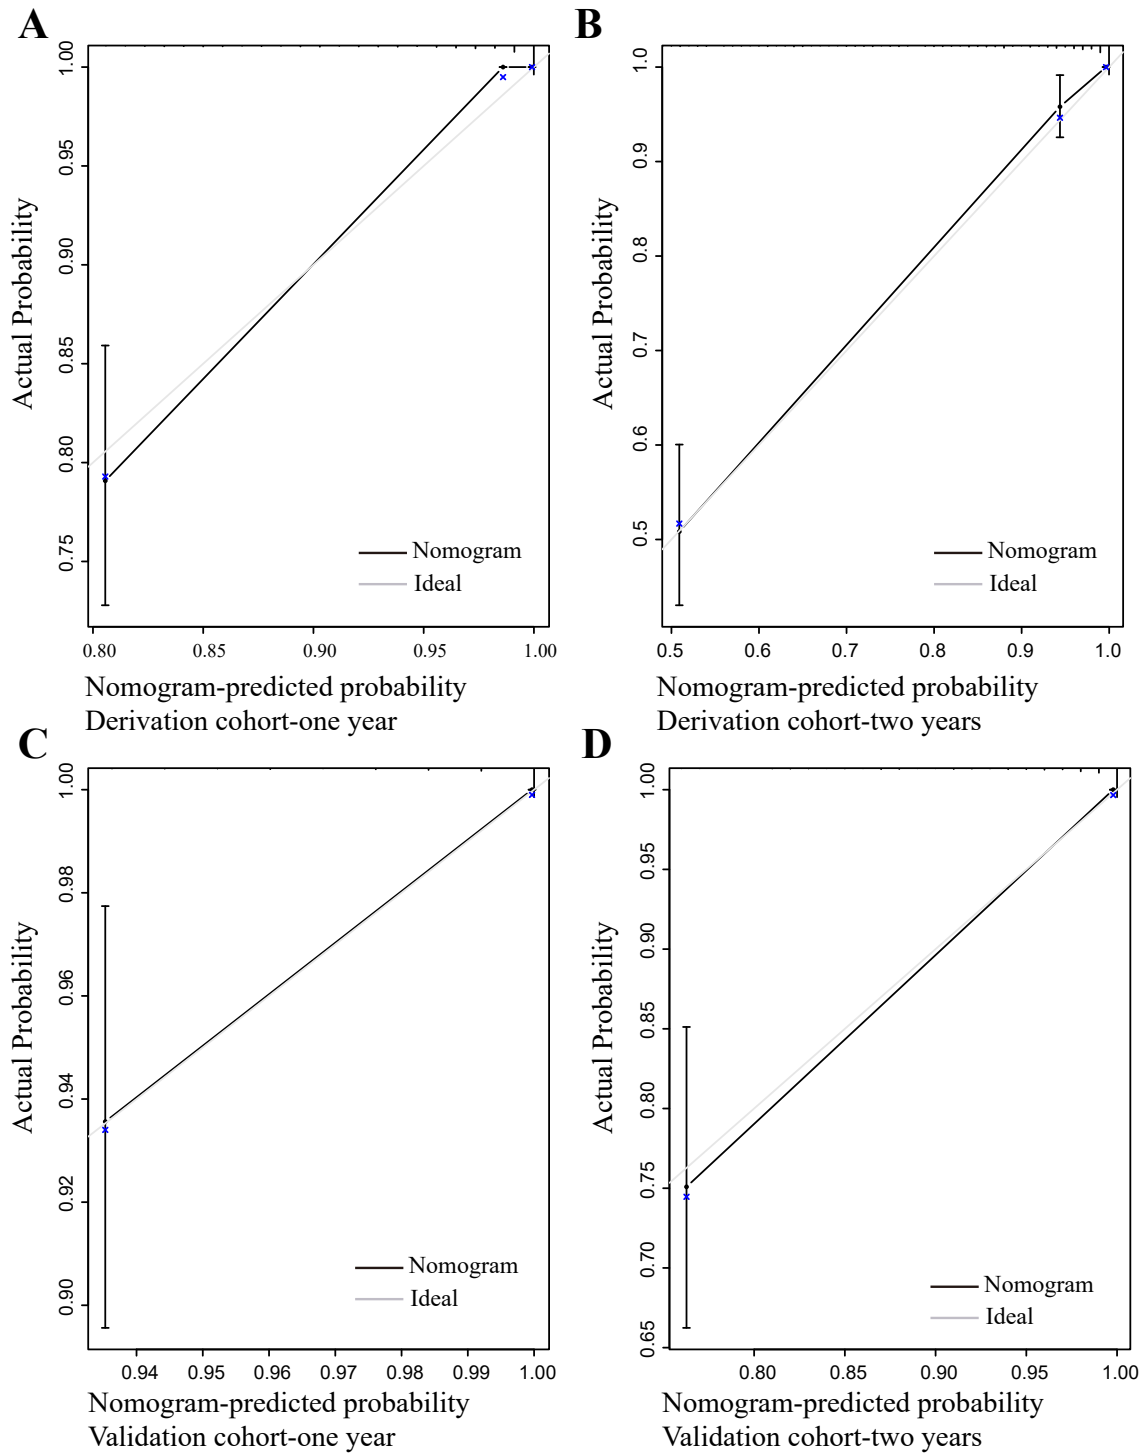 A
Actual Probability
1.00
0.95
0.90
0.85
0.80
0.75
Nomogram
Ideal
0.80 0.85 0.90 0.95 1.00
Nomogram-predicted probability
Derivation cohort-one year
B
Actual Probability
1.0
0.9
0.8
0.7
0.6
0.5
Nomogram
Ideal
0.5 0.6 0.7 0.8 0.9 1.0
Nomogram-predicted probability
Derivation cohort-two years
C
Actual Probability
1.00
0.98
0.96
0.94
0.92
0.90
Nomogram
Ideal
0.94 0.95 0.96 0.97 0.98 0.99 1.00
Nomogram-predicted probability
Validation cohort-one year
D
Actual Probability
1.00
0.95
0.90
0.85
0.80
0.75
0.70
0.65
Nomogram
Ideal
0.80 0.85 0.90 0.95 1.00
Nomogram-predicted probability
Validation cohort-two years